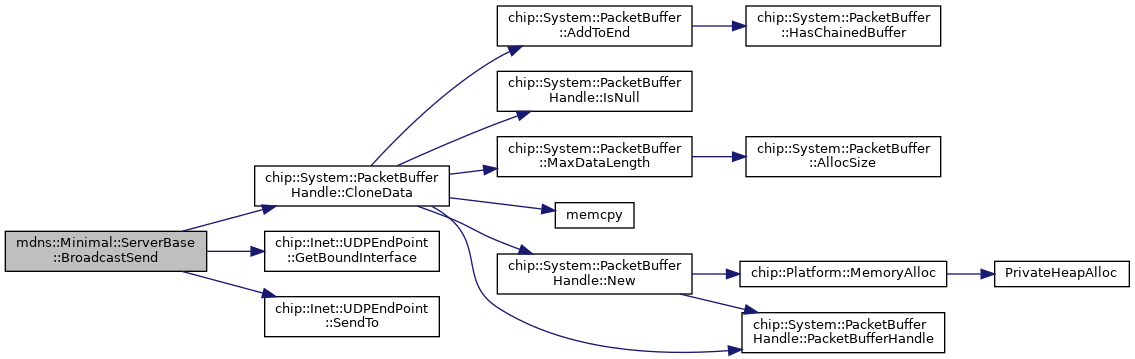 chip::System::PacketBuffer
::AddToEnd
chip::System::PacketBuffer
::HasChainedBuffer
chip::System::PacketBuffer
Handle::IsNull
chip::System::PacketBuffer
::MaxDataLength
chip::System::PacketBuffer
::AllocSize
chip::System::PacketBuffer
Handle::CloneData
memcpy
mdns::Minimal::ServerBase
::BroadcastSend
chip::Inet::UDPEndPoint
::GetBoundInterface
chip::System::PacketBuffer
Handle::New
chip::Platform::MemoryAlloc
PrivateHeapAlloc
chip::Inet::UDPEndPoint
::SendTo
chip::System::PacketBuffer
Handle::PacketBufferHandle